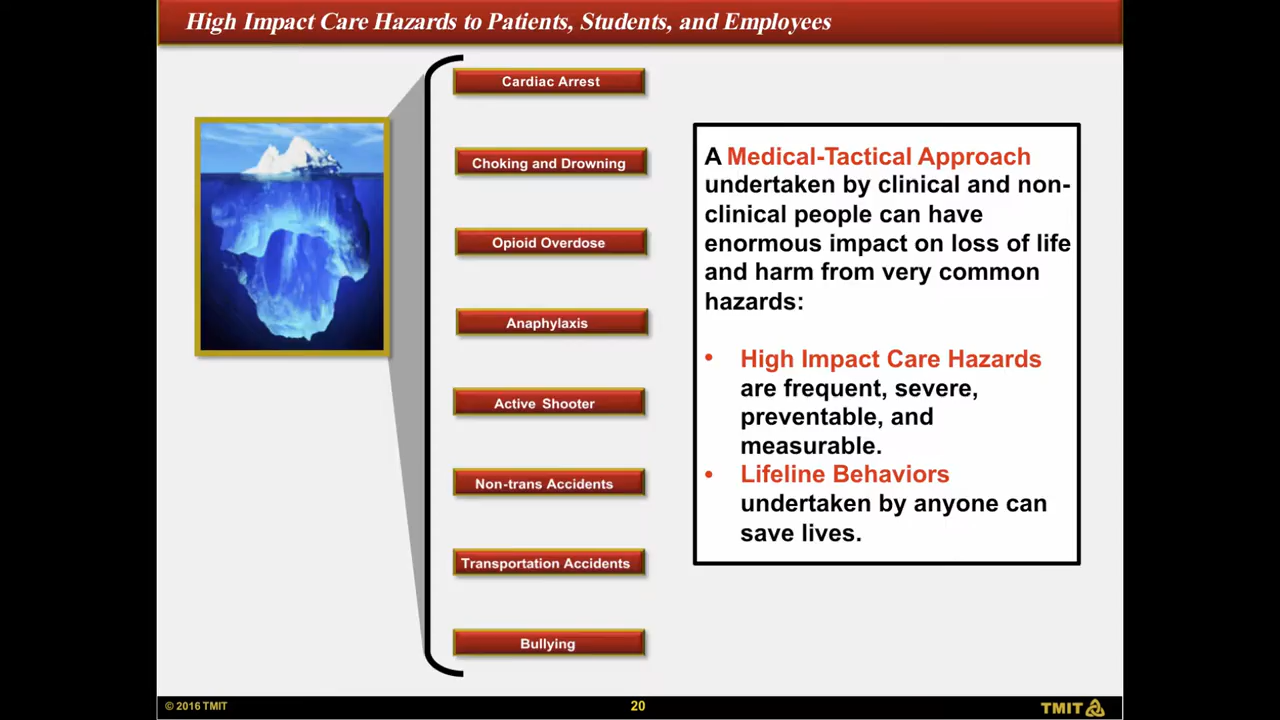 High Impact Care Hazards to Patients, Students, and Employees
Cardiac Arrest
Choking and Drowning
Opioid Overdose
Anaphylaxis
Active Shooter
Non-trans Accidents
Transportation Accidents
Bullying
A Medical-Tactical Approach
undertaken by clinical and non-
clinical people can have
enormous impact on loss of life
and harm from very common
hazards:
• High Impact Care Hazards
are frequent, severe,
preventable, and
measurable.
• Lifeline Behaviors
undertaken by anyone can
save lives.
© 2016 TMIT
20
TMIT